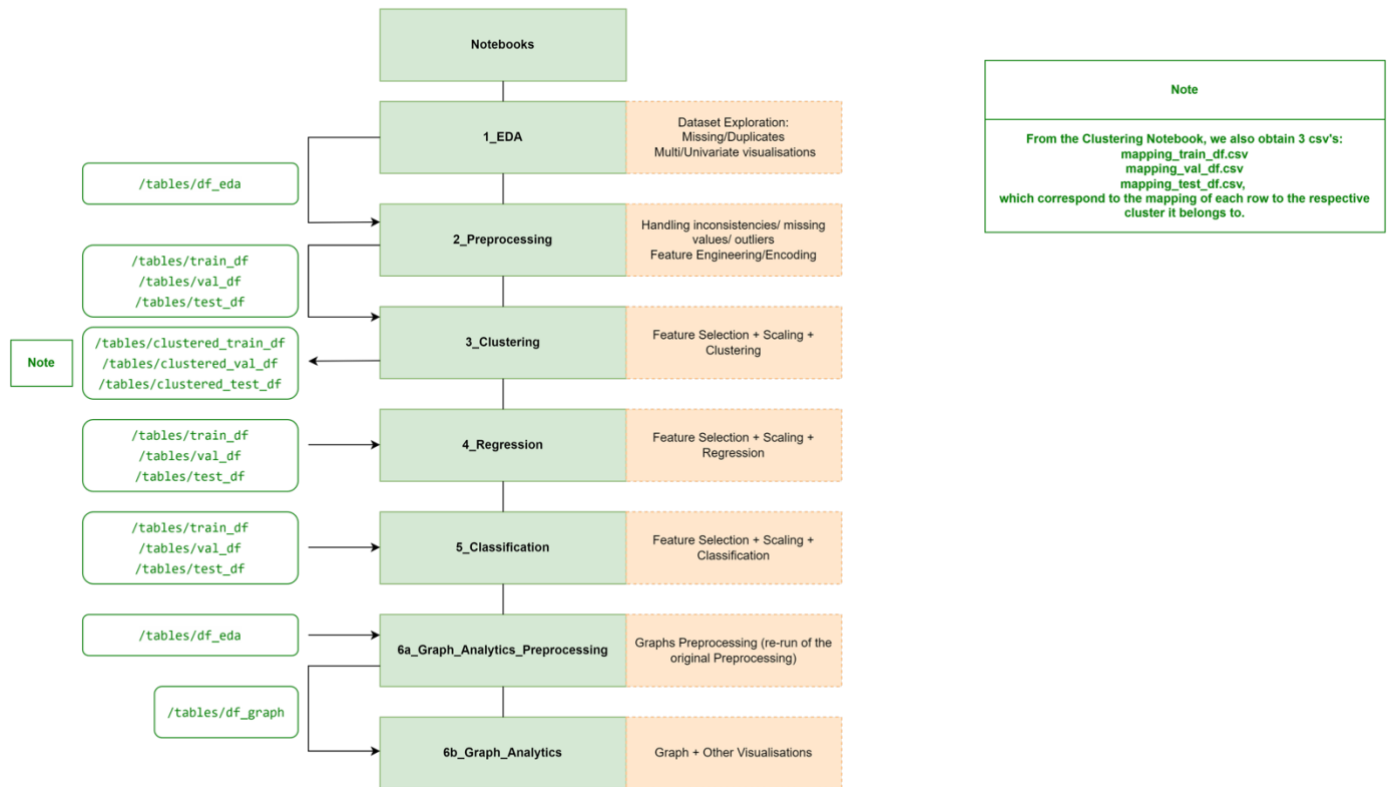 Notebooks
1_EDA
Dataset Exploration:
Missing/Duplicates
Multi/Univariate visualisations
/tables/df_eda
2_Preprocessing
Handling inconsistencies/ missing
values/ outliers
Feature Engineering/Encoding
/tables/train_df
/tables/val_df
/tables/test_df
3_Clustering
Feature Selection + Scaling +
Clustering
Note
/tables/clustered_train_df
/tables/clustered_val_df
/tables/clustered_test_df
/tables/train_df
/tables/val_df
/tables/test_df
4_Regression
Feature Selection + Scaling +
Regression
/tables/train_df
/tables/val_df
/tables/test_df
5_Classification
Feature Selection + Scaling +
Classification
/tables/df_eda
6a_Graph_Analytics_Preprocessing
Graphs Preprocessing (re-run of the
original Preprocessing)
/tables/df_graph
6b_Graph_Analytics
Graph + Other Visualisations
Note
From the Clustering Notebook, we also obtain 3 csv's:
mapping_train_df.csv
mapping_val_df.csv
mapping_test_df.csv,
which correspond to the mapping of each row to the respective
cluster it belongs to.